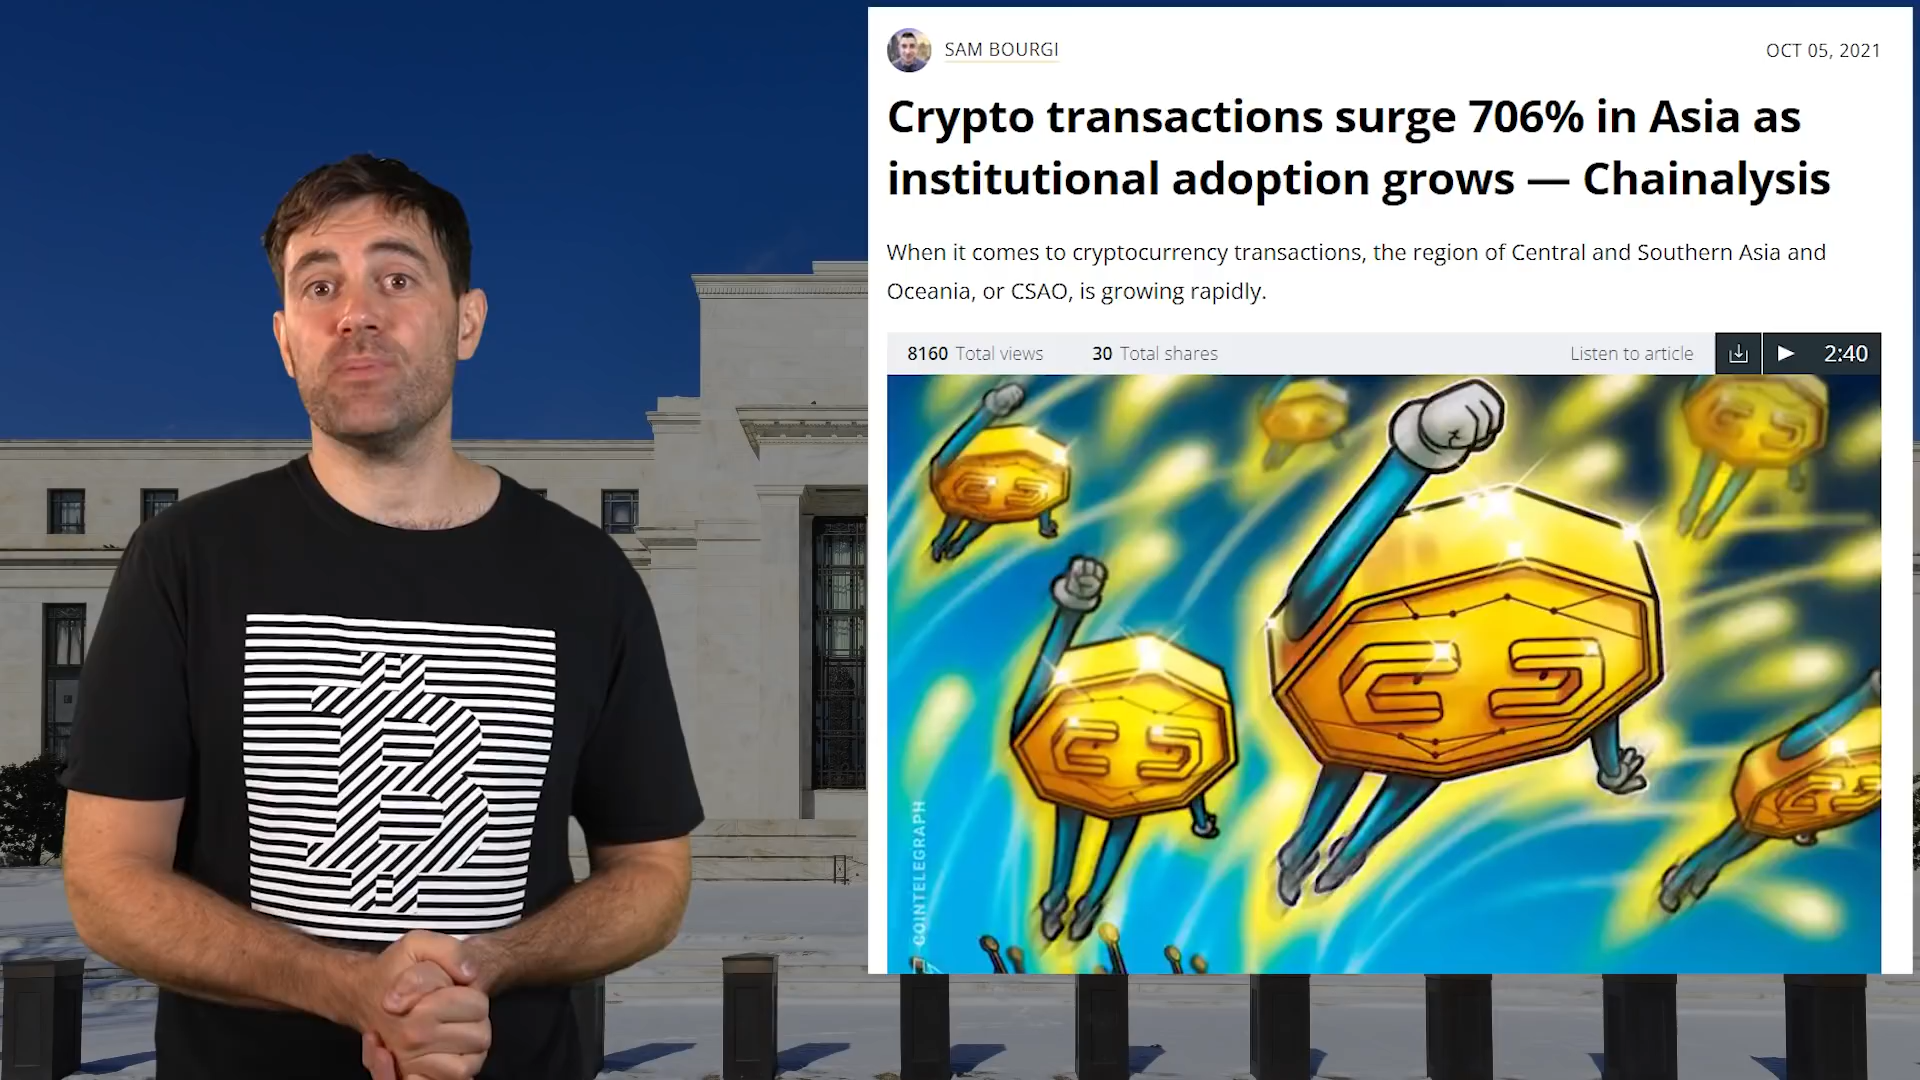 SAM BOURGI
OCT 05, 2021
Crypto transactions surge 706% in Asia as
institutional adoption grows — Chainalysis
When it comes to cryptocurrency transactions, the region of Central and Southern Asia and
Oceania, or CSAO, is growing rapidly.
8160 Total views 30 Total shares Listen to article 2:40
COINTELEGRAPH